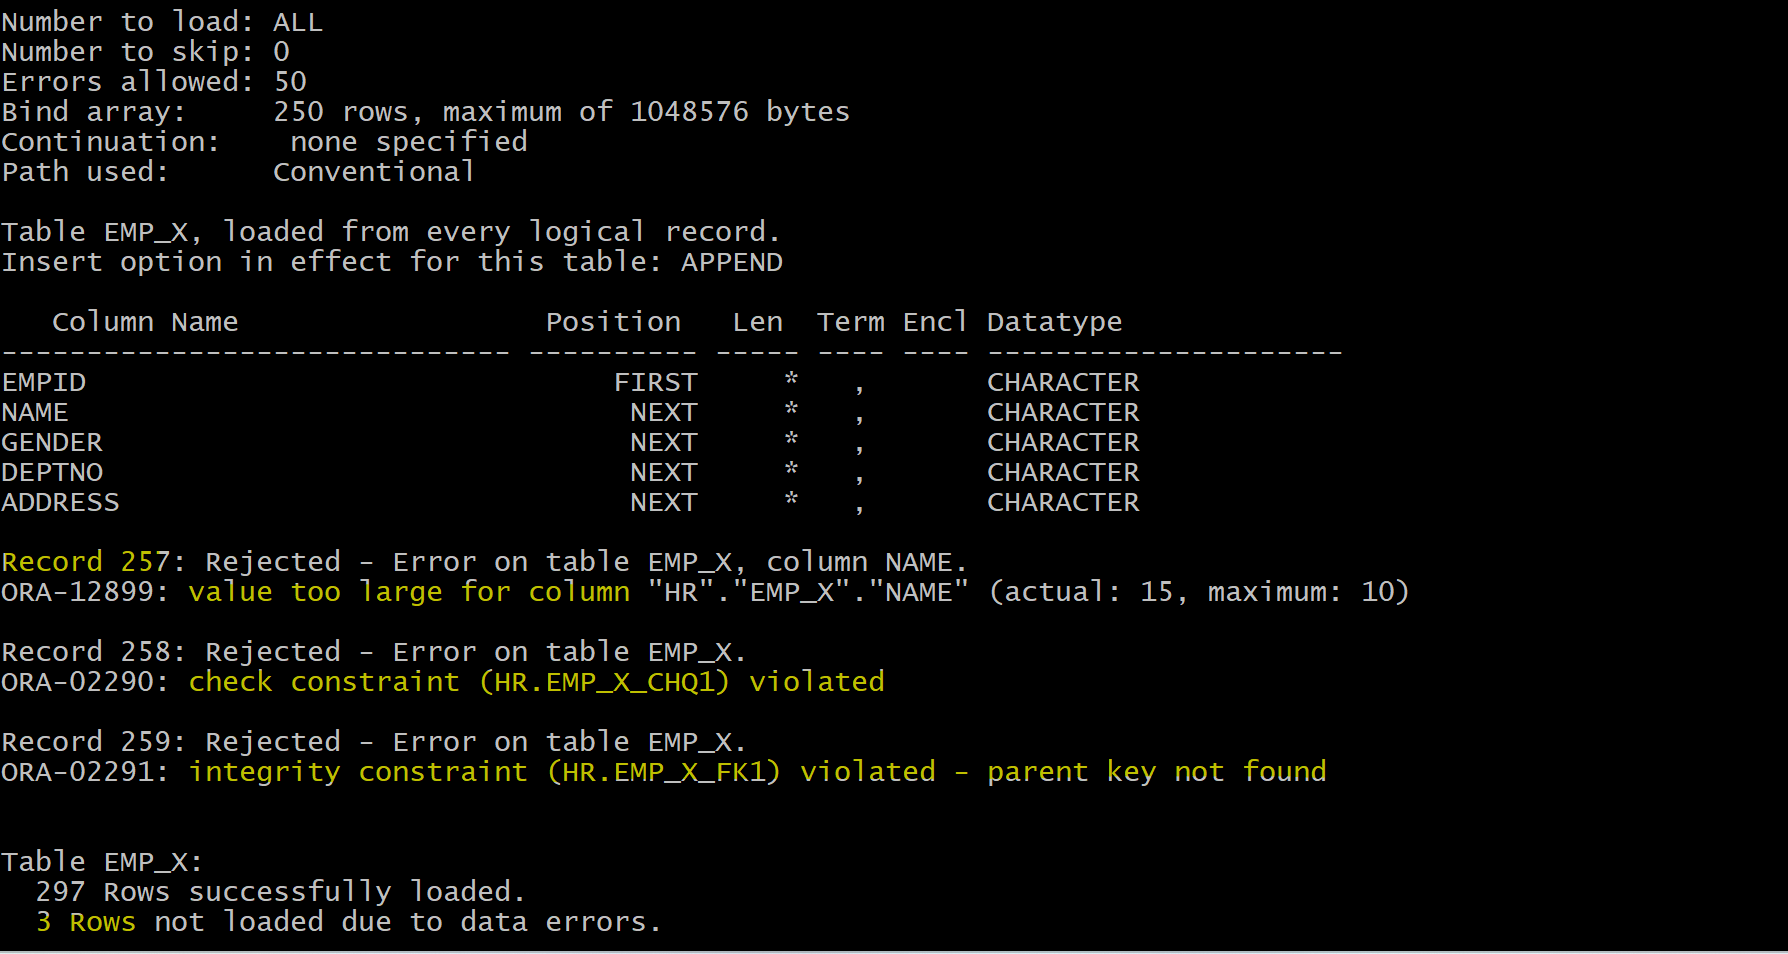 Number to load: ALL
Number to skip: 0
Errors allowed: 50
Bind array:     250 rows, maximum of 1048576 bytes
Continuation:    none specified
Path used:      Conventional
Table EMP_X, loaded from every logical record.
Insert option in effect for this table: APPEND
   Column Name                  Position   Len  Term Encl Datatype
------------------------------ ---------- ----- ---- ---- ---------------------
EMPID                               FIRST     *   ,       CHARACTER
NAME                                 NEXT     *   ,       CHARACTER
GENDER                               NEXT     *   ,       CHARACTER
DEPTNO                               NEXT     *   ,       CHARACTER
ADDRESS                              NEXT     *   ,       CHARACTER
Record 257: Rejected - Error on table EMP_X, column NAME.
ORA-12899: value too large for column "HR"."EMP_X"."NAME" (actual: 15, maximum: 10)
Record 258: Rejected - Error on table EMP_X.
ORA-02290: check constraint (HR.EMP_X_CHQ1) violated
Record 259: Rejected - Error on table EMP_X.
ORA-02291: integrity constraint (HR.EMP_X_FK1) violated - parent key not found
Table EMP_X:
  297 Rows successfully loaded.
  3 Rows not loaded due to data errors.